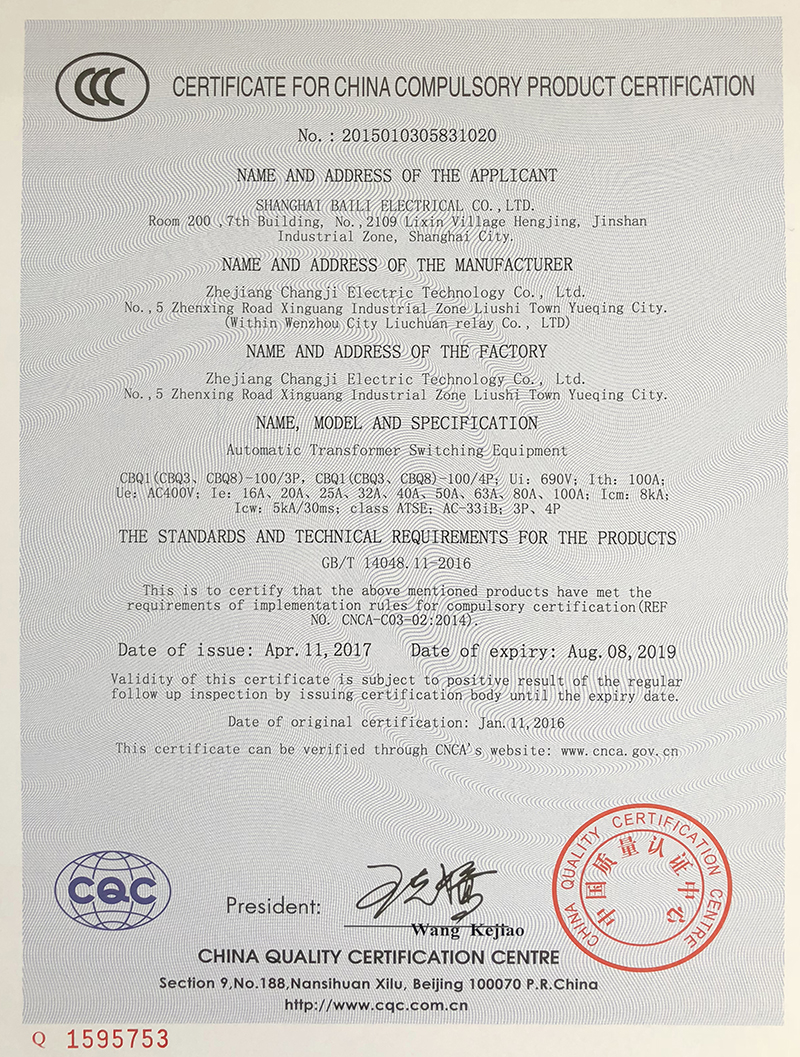 CCC CERTIFICATE FOR CHINA COMPULSORY PRODUCT CERTIFICATION
No. : 2015010305831020
NAME AND ADDRESS OF THE APPLICANT
SHANGHAI BAILI ELECTRICAL CO.,LTD.
Room 200 ,7th Building, No.,2109 Lixin Village Hengjing, Jinshan
Industrial Zone, Shanghai City.
NAME AND ADDRESS OF THE MANUFACTURER
Zhejiang Changji Electric Technology Co., Ltd.
No.,5 Zhenxing Road Xinguang Industrial Zone Liushi Town Yueqing City.
(Within Wenzhou City Liuchuan relay Co., LTD)
NAME AND ADDRESS OF THE FACTORY
Zhejiang Changji Electric Technology Co., Ltd.
No.,5 Zhenxing Road Xinguang Industrial Zone Liushi Town Yueqing City.
NAME, MODEL AND SPECIFICATION
Automatic Transformer Switching Equipment
CBQ1(CBQ3、CBQ8)-100/3P, CBQ1(CBQ3、CBQ8)-100/4P; Ui: 690V; Ith: 100A;
Ue: AC400V; Ie: 16A、20A、25A、32A、40A、50A、63A、80A、100A; Icm: 8kA;
Icw: 5kA/30ms; class ATSE: AC-33iB; 3P、4P
THE STANDARDS AND TECHNICAL REQUIREMENTS FOR THE PRODUCTS
GB/T 14048.11-2016
This is to certify that the above mentioned products have met the
requirements of implementation rules for compulsory certification(REF
NO. CNCA-C03-02:2014).
Date of issue: Apr.11,2017 Date of expiry: Aug.08,2019
Validity of this certificate is subject to positive result of the regular
follow up inspection by issuing certification body until the expiry date.
Date of original certification: Jan.11,2016
This certificate can be verified through CNCA's website: www.cnca.gov.cn
CHINA QUALITY CERTIFICATION CENTRE
中国质量认证中心
CQC
President: 王克娇
Wang Kejiao
CHINA QUALITY CERTIFICATION CENTRE
Section 9,No.188,Nansihuan Xilu, Beijing 100070 P.R.China
http://www.cqc.com.cn
Q 1595753